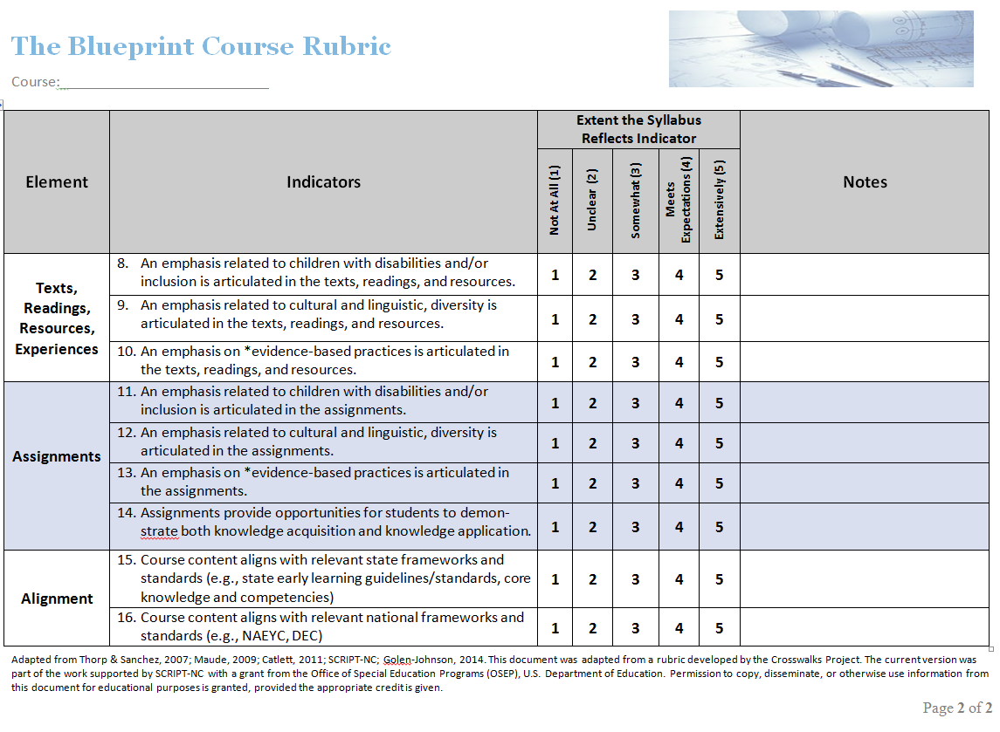 The Blueprint Course Rubric
Course:___________________________
Element
Indicators
Extent the Syllabus
Reflects Indicator
Not At All (1)
Unclear (2)
Somewhat (3)
Meets
Expectations (4)
Extensively (5)
Notes
Texts,
Readings,
Resources,
Experiences
8. An emphasis related to children with disabilities and/or
inclusion is articulated in the texts, readings, and resources.
1 2 3 4 5
9. An emphasis related to cultural and linguistic, diversity is
articulated in the texts, readings, and resources.
1 2 3 4 5
10. An emphasis on *evidence-based practices is articulated in
the texts, readings, and resources.
1 2 3 4 5
Assignments
11. An emphasis related to children with disabilities and/or
inclusion is articulated in the assignments.
1 2 3 4 5
12. An emphasis related to cultural and linguistic, diversity is
articulated in the assignments.
1 2 3 4 5
13. An emphasis on *evidence-based practices is articulated in
the assignments.
1 2 3 4 5
14. Assignments provide opportunities for students to demon-
strate both knowledge acquisition and knowledge application.
1 2 3 4 5
Alignment
15. Course content aligns with relevant state frameworks and
standards (e.g., state early learning guidelines/standards, core
knowledge and competencies)
1 2 3 4 5
16. Course content aligns with relevant national frameworks and
standards (e.g., NAEYC, DEC)
1 2 3 4 5
Adapted from Thorp & Sanchez, 2007; Maude, 2009; Catlett, 2011; SCRIPT-NC; Golen-Johnson, 2014. This document was adapted from a rubric developed by the Crosswalks Project. The current version was
part of the work supported by SCRIPT-NC with a grant from the Office of Special Education Programs (OSEP), U.S. Department of Education. Permission to copy, disseminate, or otherwise use information from
this document for educational purposes is granted, provided the appropriate credit is given.
Page 2 of 2